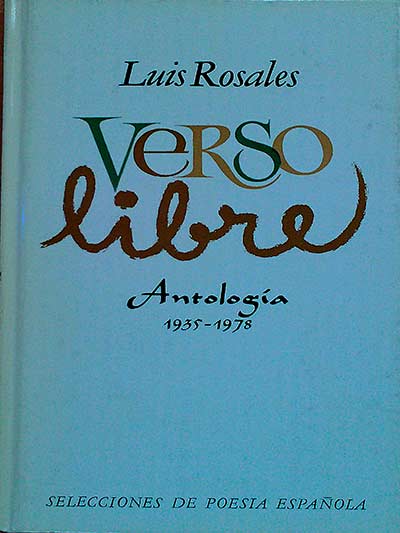 Luis Rosales
VERSO
libre
Antología
1935-1978
SELECCIONES DE POESIA ESPAÑOLA